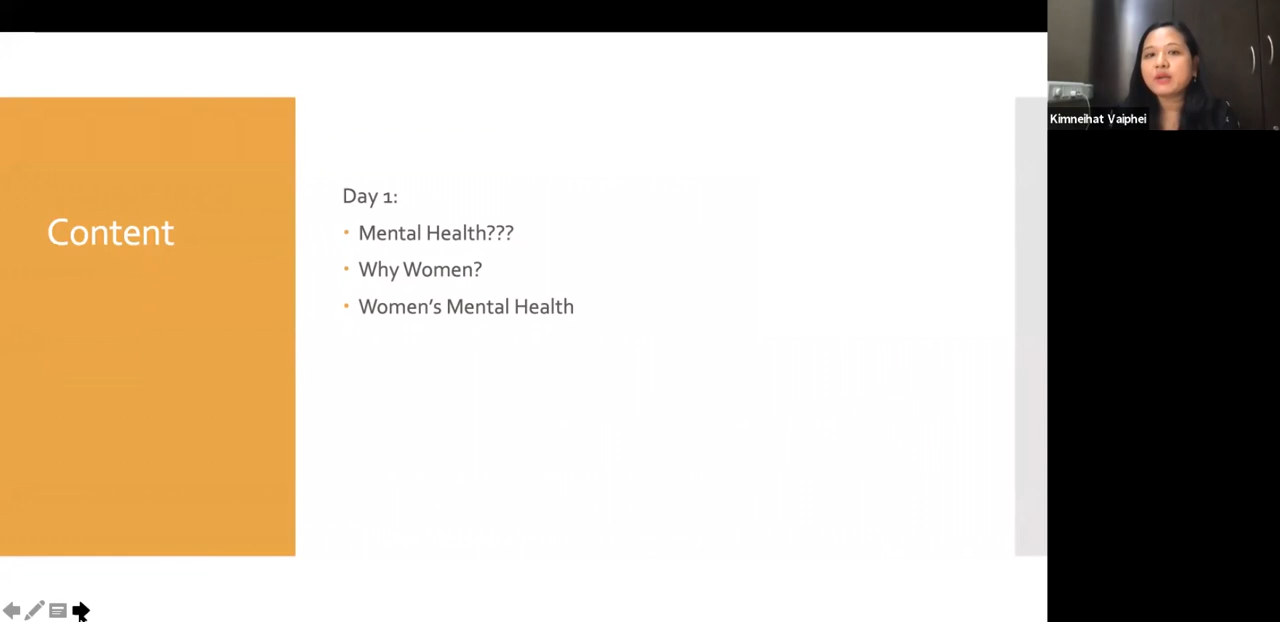 Content
Day 1:
• Mental Health???
• Why Women?
• Women's Mental Health
Kimneihat Vaiphei